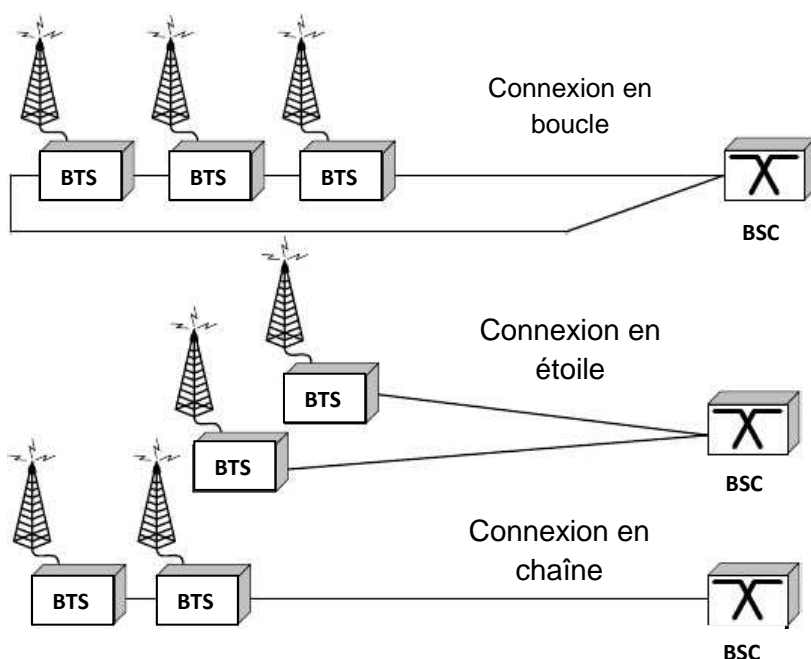 Connexion en
boucle
BTS BTS BTS
BSC
Connexion en
étoile
BTS
BTS
BSC
Connexion en
chaîne
BTS BTS
BSC